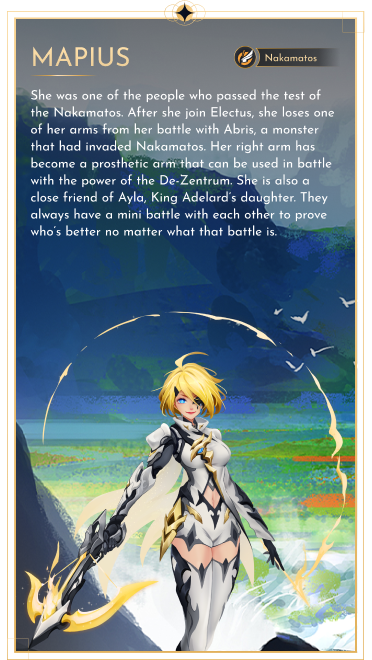 MAPIUS
Nakamatos
She was one of the people who passed the test of
the Nakamatos. After she join Electus, she loses one
of her arms from her battle with Abris, a monster
that had invaded Nakamatos. Her right arm has
become a prosthetic arm that can be used in battle
with the power of the De-Zentrum. She is also a
close friend of Ayla, King Adelard's daughter. They
always have a mini battle with each other to prove
who's better no matter what that battle is.